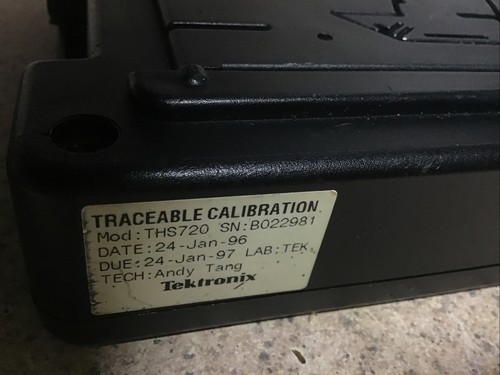 TRACEABLE CALIBRATION
Mod:THS720 SN:B022981
DATE:24-Jan-96
DUE:24-Jan-97 LAB:TEK
TECH:Andy Tang
Tektronix